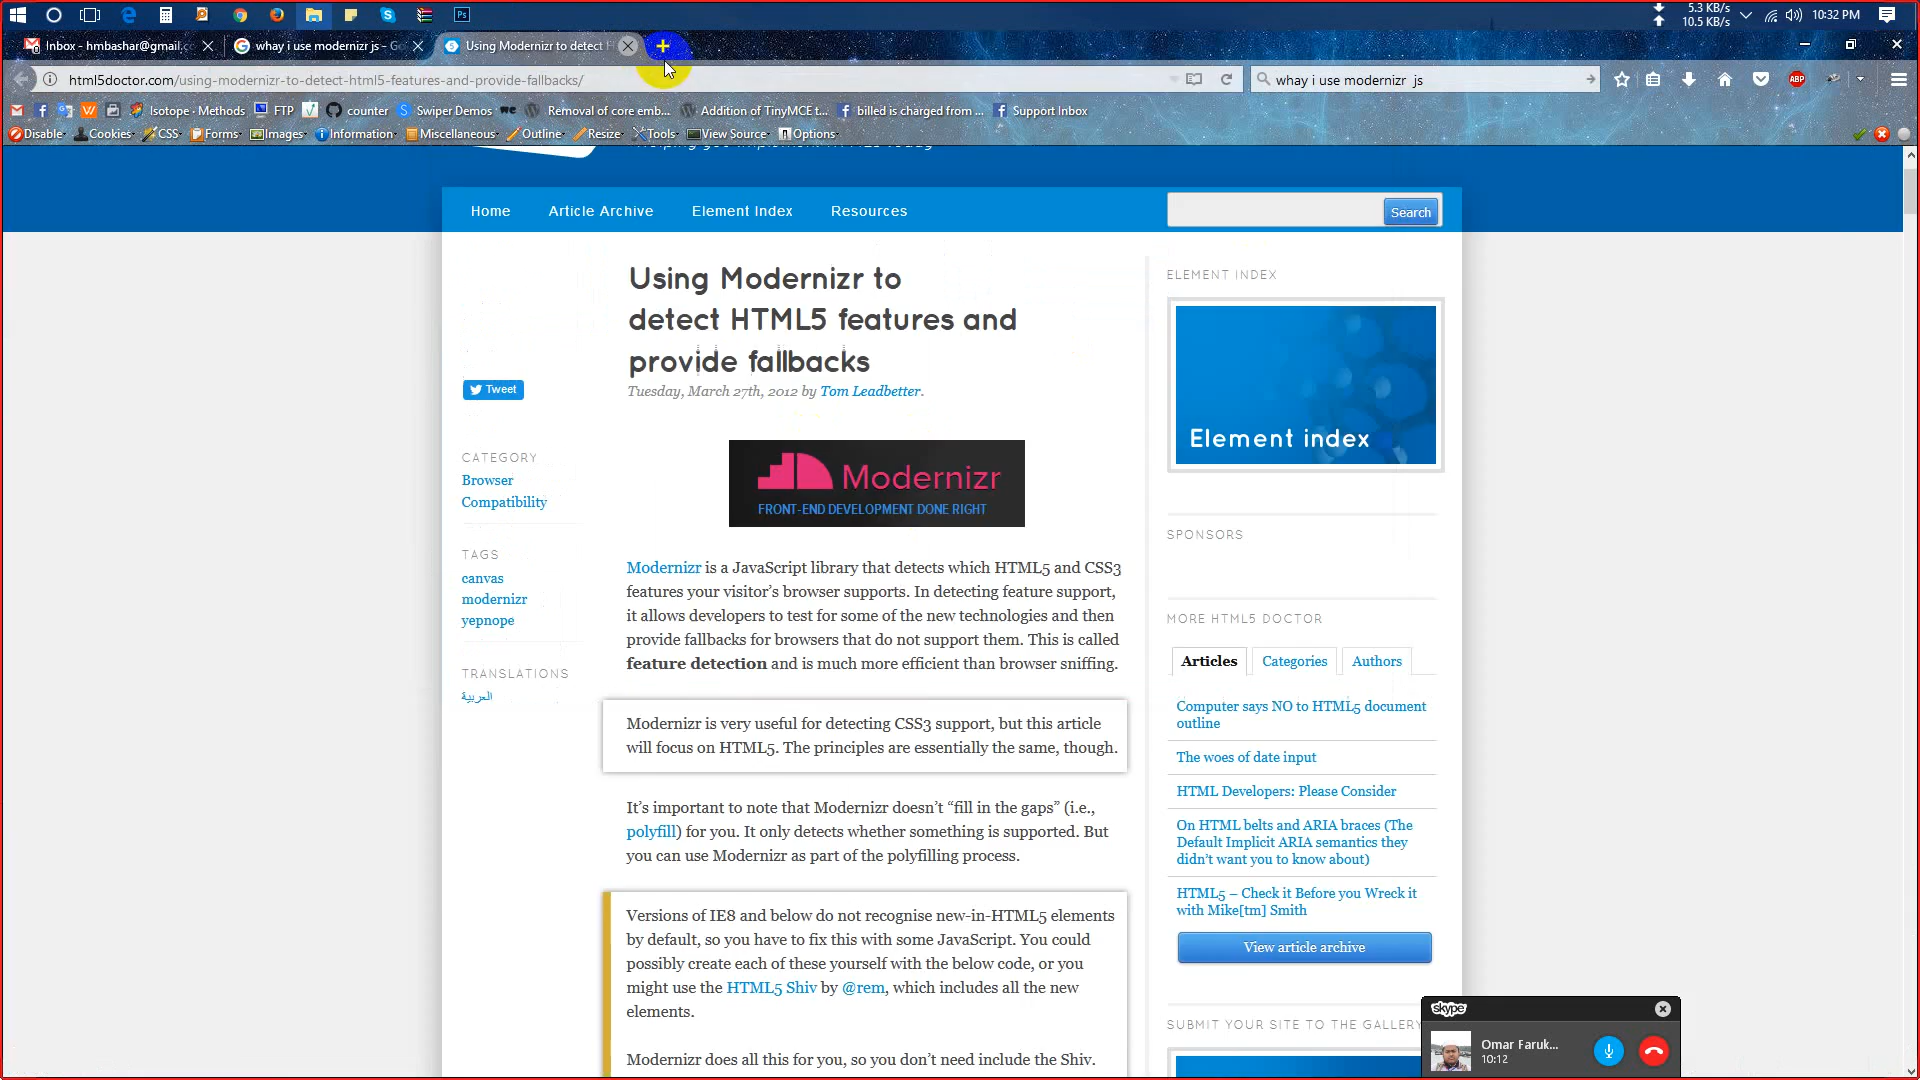 5.3 KB/s
10.5 KB/s
10:32 PM
Inbox - hmbashar@gmail.c
whay i use modernizr js - Go
Using Modernizr to detect H
html5doctor.com/using-modernizr-to-detect-html5-features-and-provide-fallbacks/
whay i use modernizr js
ABP
Isotope · Methods
FTP
counter
Swiper Demos
Removal of core emb...
Addition of TinyMCE t...
billed is charged from ...
Support Inbox
Disable
Cookies
CSS
Forms
Images
Information
Miscellaneous
Outline
Resize
Tools
View Source
Options
Home
Article Archive
Element Index
Resources
Search
Using Modernizr to
detect HTML5 features and
provide fallbacks
Tuesday, March 27th, 2012 by Tom Leadbetter.
Tweet
CATEGORY
Browser
Compatibility
TAGS
canvas
modernizr
yepnope
TRANSLATIONS
العربية
Modernizr
FRONT-END DEVELOPMENT DONE RIGHT
Modernizr is a JavaScript library that detects which HTML5 and CSS3
features your visitor’s browser supports. In detecting feature support,
it allows developers to test for some of the new technologies and then
provide fallbacks for browsers that do not support them. This is called
feature detection and is much more efficient than browser sniffing.
Modernizr is very useful for detecting CSS3 support, but this article
will focus on HTML5. The principles are essentially the same, though.
It’s important to note that Modernizr doesn’t “fill in the gaps” (i.e.,
polyfill) for you. It only detects whether something is supported. But
you can use Modernizr as part of the polyfilling process.
Versions of IE8 and below do not recognise new-in-HTML5 elements
by default, so you have to fix this with some JavaScript. You could
possibly create each of these yourself with the below code, or you
might use the HTML5 Shiv by @rem, which includes all the new
elements.
Modernizr does all this for you, so you don’t need include the Shiv.
ELEMENT INDEX
Element index
SPONSORS
MORE HTML5 DOCTOR
Articles
Categories
Authors
Computer says NO to HTML5 document
outline
The woes of date input
HTML Developers: Please Consider
On HTML belts and ARIA braces (The
Default Implicit ARIA semantics they
didn’t want you to know about)
HTML5 – Check it Before you Wreck it
with Mike[tm] Smith
View article archive
SUBMIT YOUR SITE TO THE GALLERY
skype
Omar Faruk...
10:12